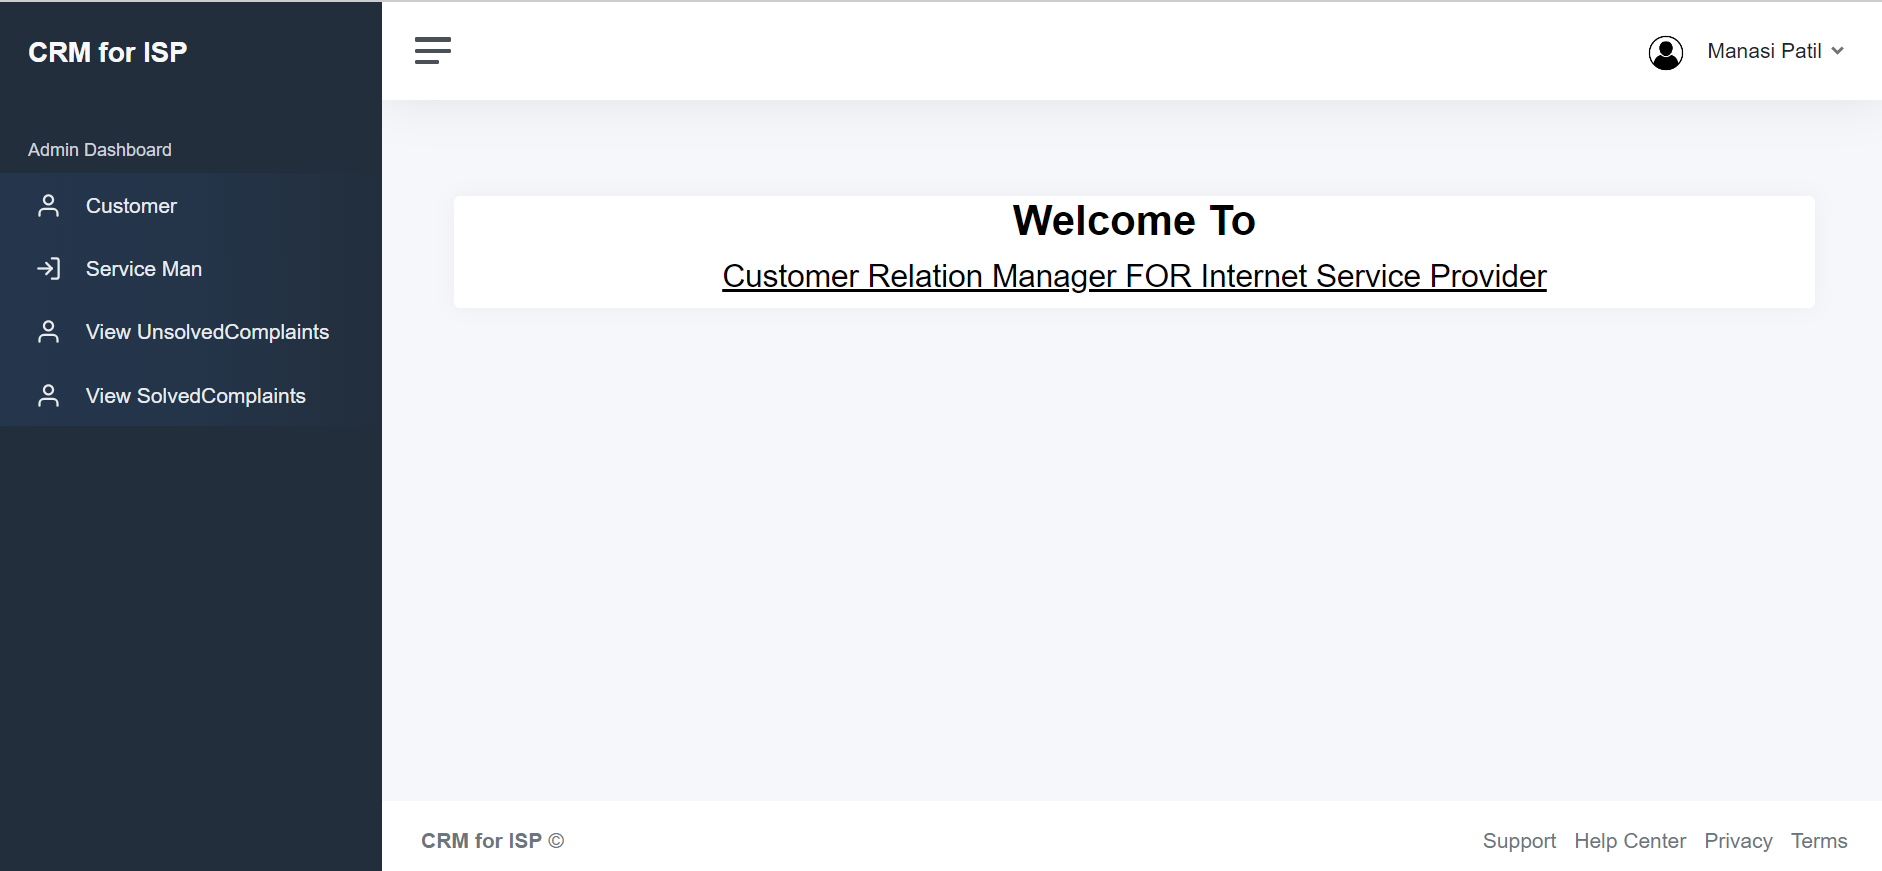 CRM for ISP
Manasi Patil
Admin Dashboard
Customer
Service Man
View UnsolvedComplaints
View SolvedComplaints
Welcome To
Customer Relation Manager FOR Internet Service Provider
CRM for ISP ©
Support Help Center Privacy Terms